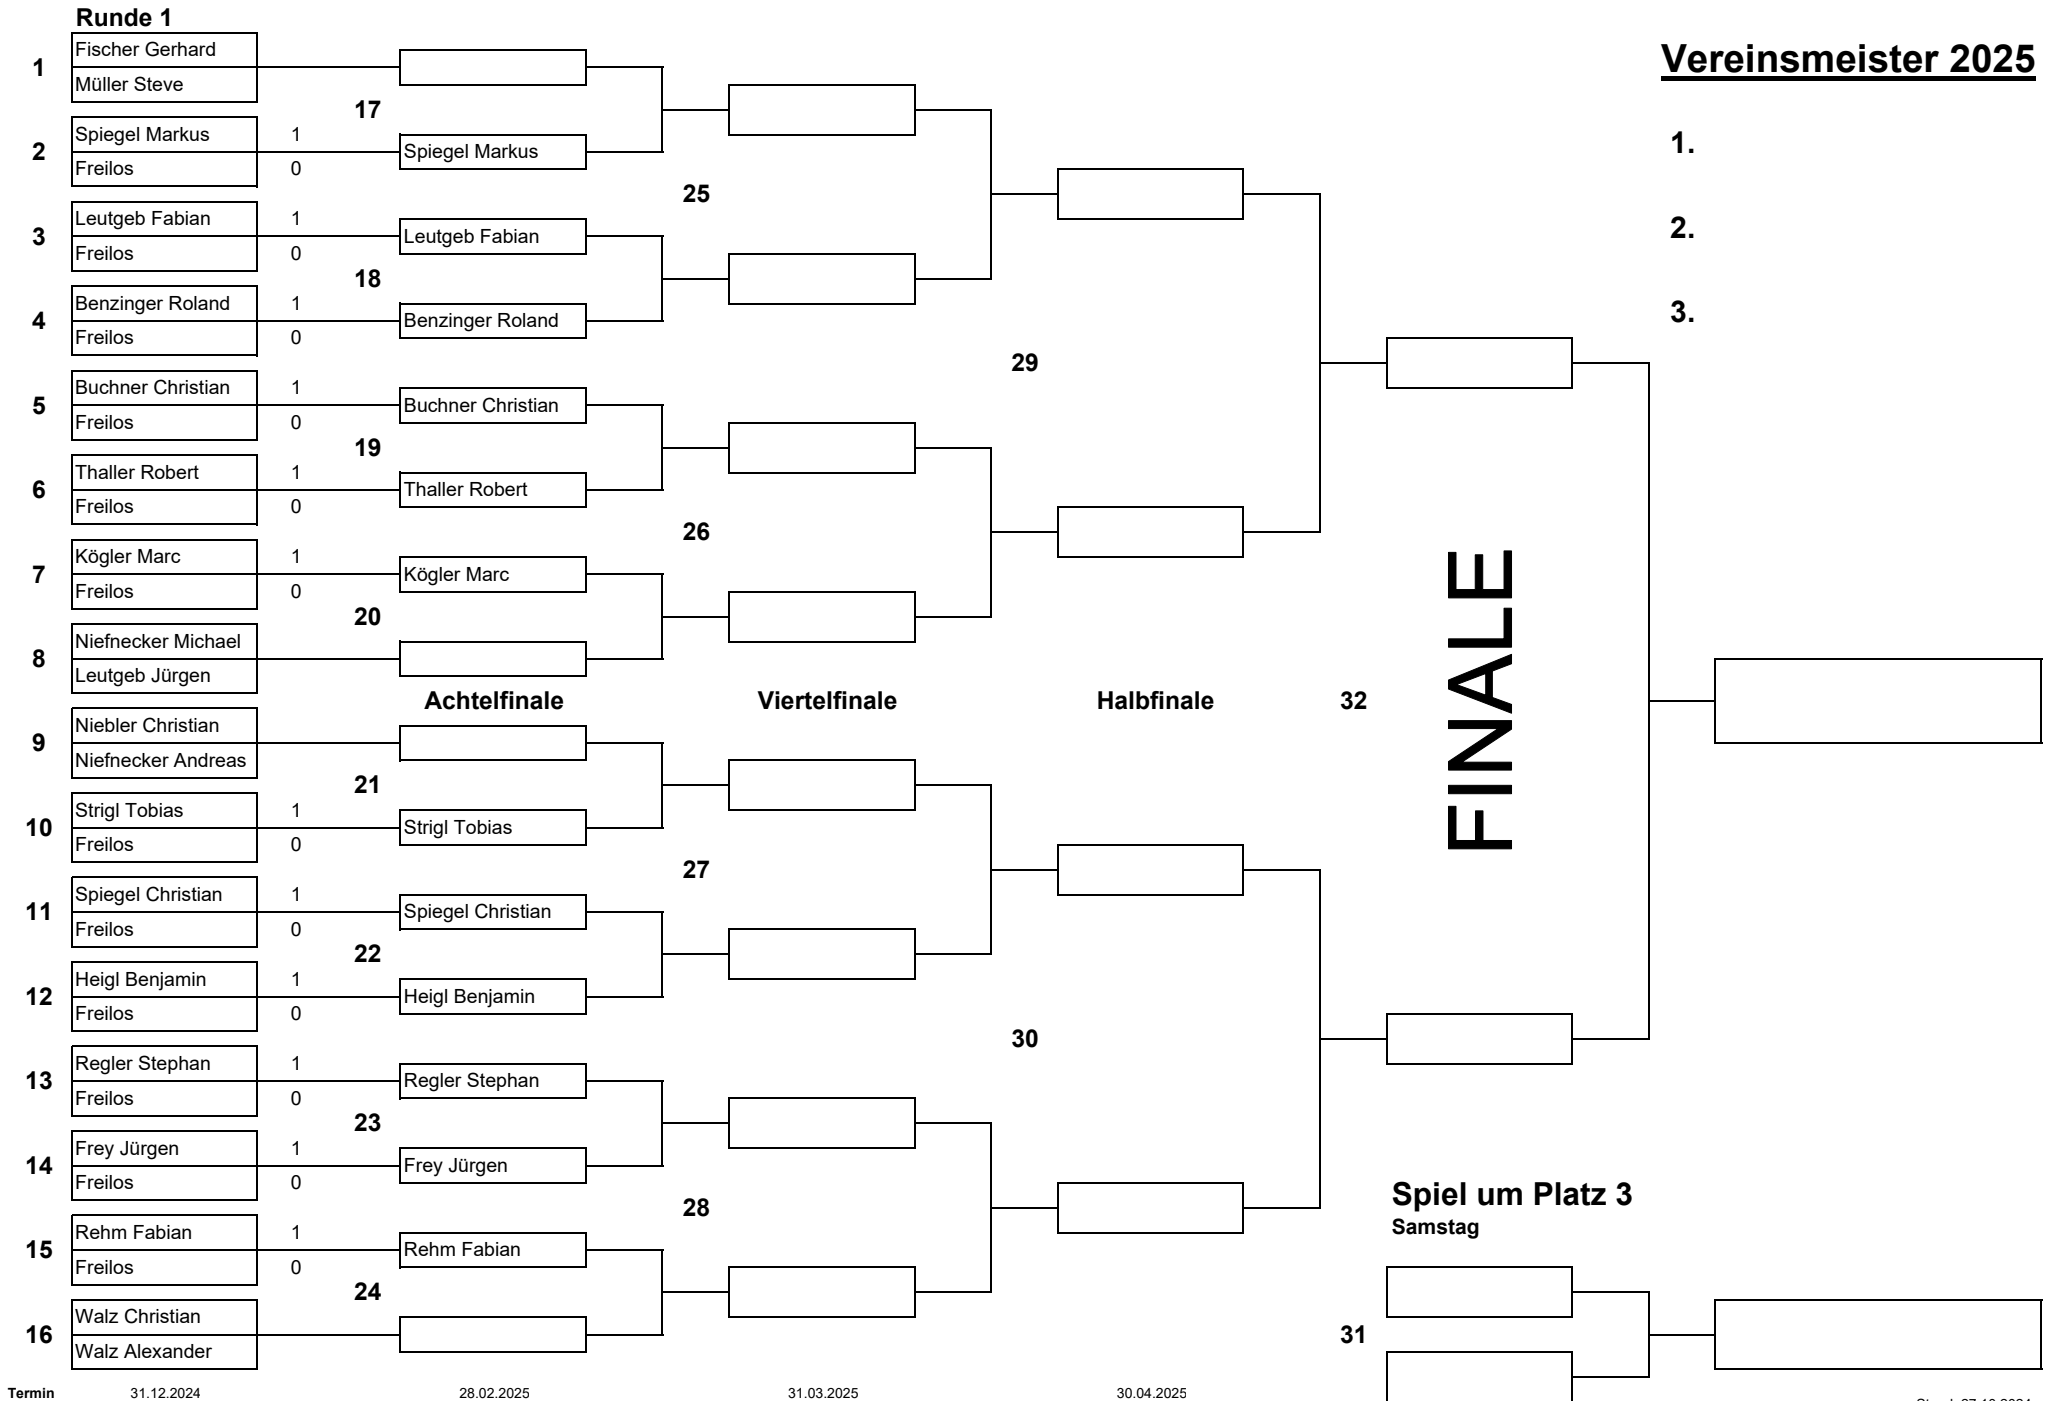 Runde 1
Vereinsmeister 2025
1.
2.
3.
1
Fischer Gerhard
Müller Steve
17
2
Spiegel Markus 1
Freilos 0
Spiegel Markus
25
3
Leutgeb Fabian 1
Freilos 0
Leutgeb Fabian
18
4
Benzinger Roland 1
Freilos 0
Benzinger Roland
29
5
Buchner Christian 1
Freilos 0
Buchner Christian
19
6
Thaller Robert 1
Freilos 0
Thaller Robert
26
7
Kögler Marc 1
Freilos 0
Kögler Marc
20
8
Niefnecker Michael
Leutgeb Jürgen
Achtelfinale
Viertelfinale
Halbfinale
32
FINALE
9
Niebler Christian
Niefnecker Andreas
21
10
Strigl Tobias 1
Freilos 0
Strigl Tobias
27
11
Spiegel Christian 1
Freilos 0
Spiegel Christian
22
12
Heigl Benjamin 1
Freilos 0
Heigl Benjamin
30
13
Regler Stephan 1
Freilos 0
Regler Stephan
23
14
Frey Jürgen 1
Freilos 0
Frey Jürgen
28
Spiel um Platz 3
Samstag
15
Rehm Fabian 1
Freilos 0
Rehm Fabian
24
16
Walz Christian
Walz Alexander
31
Termin 31.12.2024 28.02.2025 31.03.2025 30.04.2025